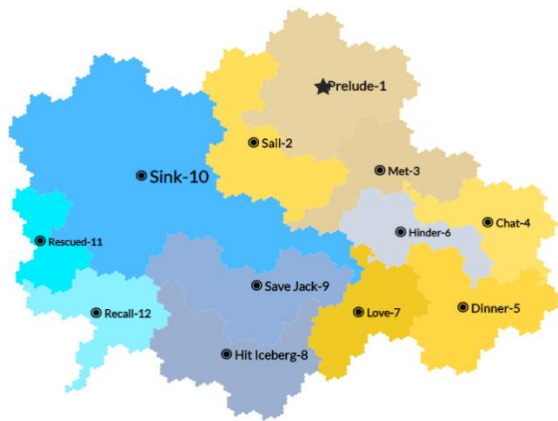 Prelude-1
Sail-2
Met-3
Sink-10
Chat-4
Hinder-6
Rescued-11
Save Jack-9
Dinner-5
Recall-12
Love-7
Hit Iceberg-8